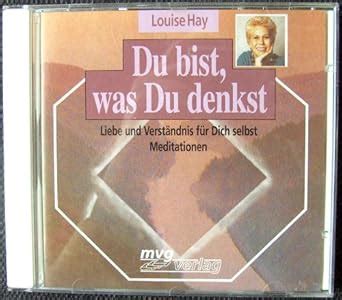 Louise Hay
Du bist,
was Du denkst
Liebe und Verständnis für Dich selbst
Meditationen
mvg
verlag